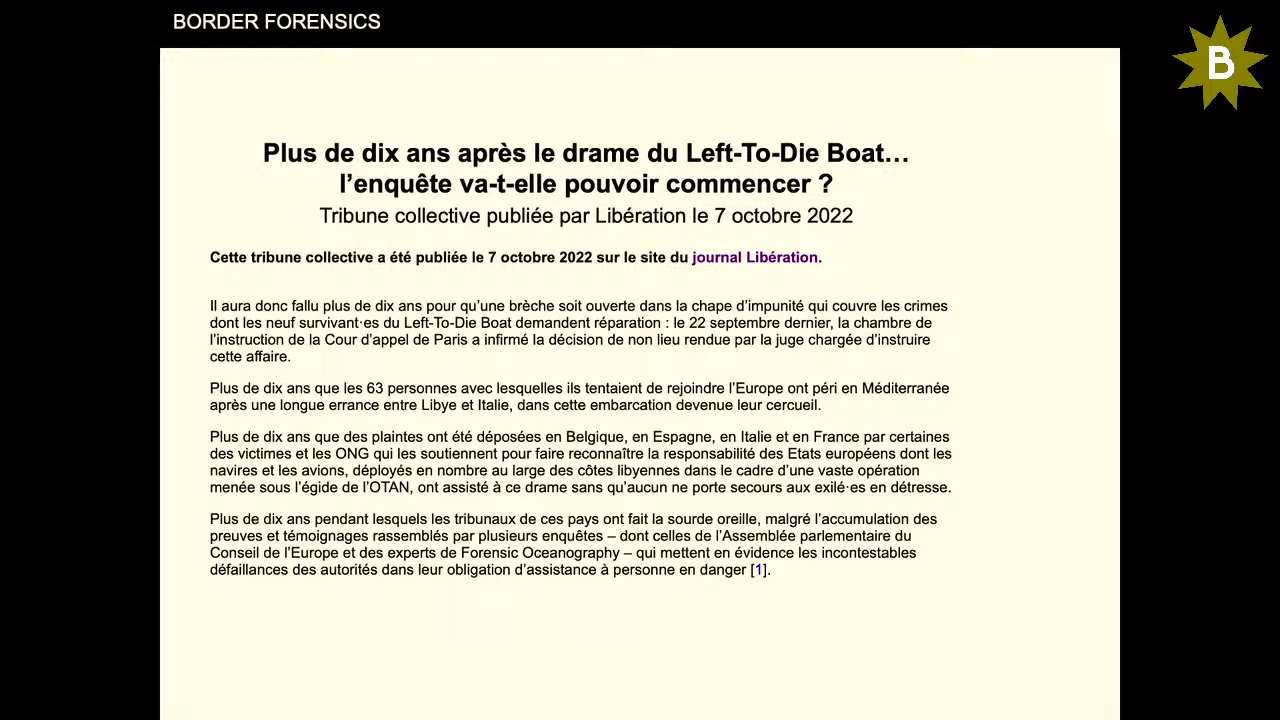 BORDER FORENSICS
B
Plus de dix ans après le drame du Left-To-Die Boat…
l’enquête va-t-elle pouvoir commencer ?
Tribune collective publiée par Libération le 7 octobre 2022
Cette tribune collective a été publiée le 7 octobre 2022 sur le site du journal Libération.
Il aura donc fallu plus de dix ans pour qu’une brèche soit ouverte dans la chape d’impunité qui couvre les crimes
dont les neuf survivant·es du Left-To-Die Boat demandent réparation : le 22 septembre dernier, la chambre de
l’instruction de la Cour d’appel de Paris a infirmé la décision de non lieu rendue par la juge chargée d’instruire
cette affaire.
Plus de dix ans que les 63 personnes avec lesquelles ils tentaient de rejoindre l’Europe ont péri en Méditerranée
après une longue errance entre Libye et Italie, dans cette embarcation devenue leur cercueil.
Plus de dix ans que des plaintes ont été déposées en Belgique, en Espagne, en Italie et en France par certaines
des victimes et les ONG qui les soutiennent pour faire reconnaître la responsabilité des Etats européens dont les
navires et les avions, déployés en nombre au large des côtes libyennes dans le cadre d’une vaste opération
menée sous l’égide de l’OTAN, ont assisté à ce drame sans qu’aucun ne porte secours aux exilé·es en détresse.
Plus de dix ans pendant lesquels les tribunaux de ces pays ont fait la sourde oreille, malgré l’accumulation des
preuves et témoignages rassemblés par plusieurs enquêtes – dont celles de l’Assemblée parlementaire du
Conseil de l’Europe et des experts de Forensic Oceanography – qui mettent en évidence les incontestables
défaillances des autorités dans leur obligation d’assistance à personne en danger [1].